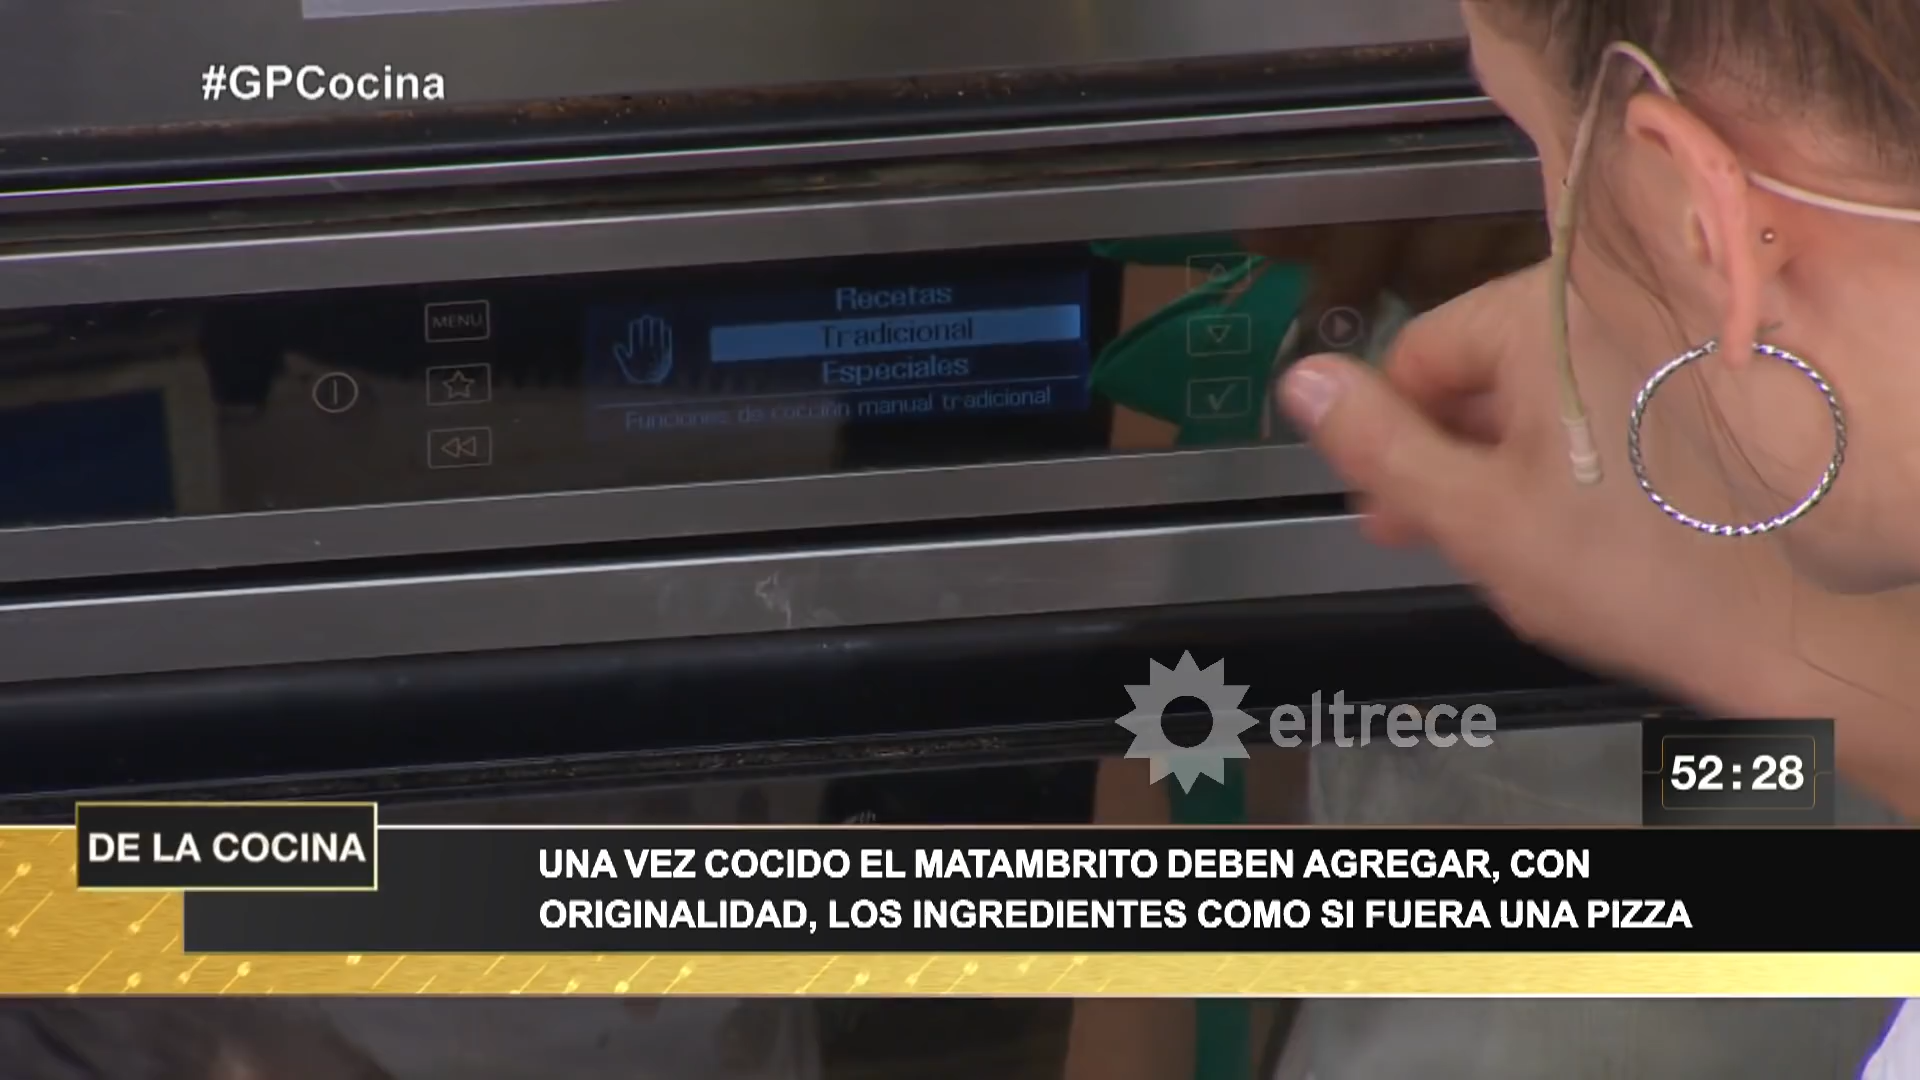 #GPCocina
MENU
Recetas
Tradicional
Especiales
Funciones de cocción manual tradicional
eltrece
52:28
DE LA COCINA
UNA VEZ COCIDO EL MATAMBRITO DEBEN AGREGAR, CON
ORIGINALIDAD, LOS INGREDIENTES COMO SI FUERA UNA PIZZA